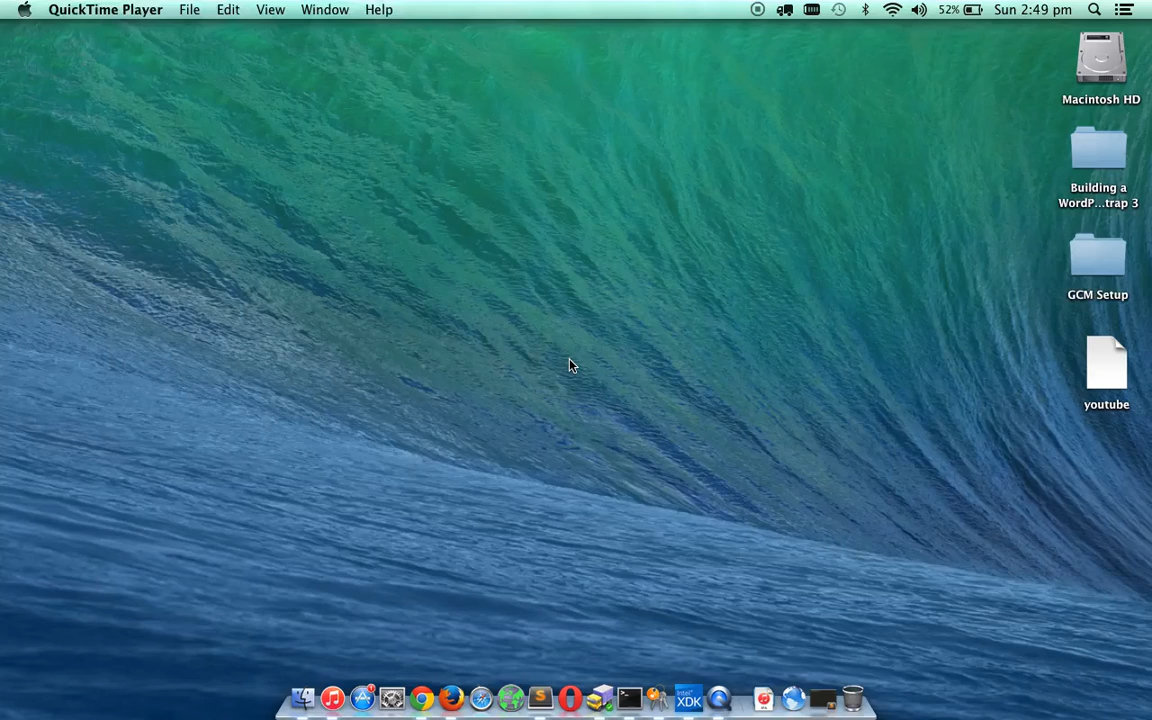 QuickTime Player File Edit View Window Help 52% Sun 2:49 pm
Macintosh HD
Building a
WordP...trap 3
GCM Setup
youtube
S
Intel
XDK